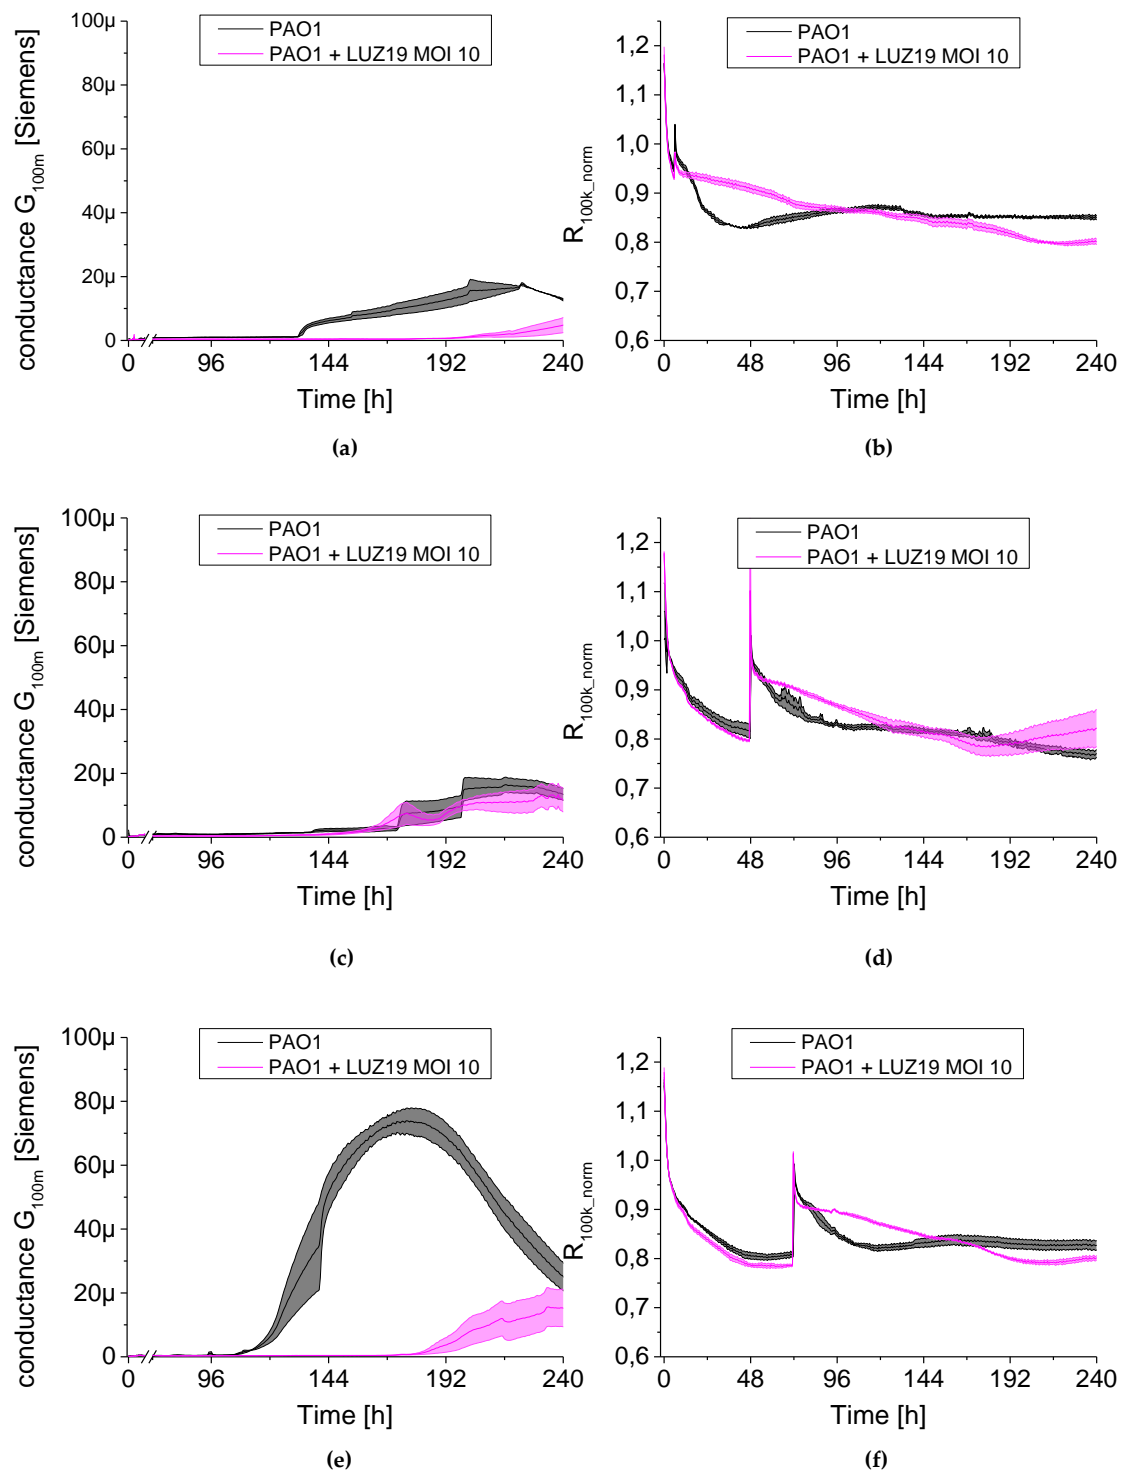 PAO1
PAO1 + LUZ19 MOI 10
conductance G100m [Siemens]
100µ
80µ
60µ
40µ
20µ
0
0 96 144 192 240
Time [h]
(a)
PAO1
PAO1 + LUZ19 MOI 10
R100k_norm
1,2
1,1
1,0
0,9
0,8
0,7
0,6
0 48 96 144 192 240
Time [h]
(b)
PAO1
PAO1 + LUZ19 MOI 10
conductance G100m [Siemens]
100µ
80µ
60µ
40µ
20µ
0
0 96 144 192 240
Time [h]
(c)
PAO1
PAO1 + LUZ19 MOI 10
R100k_norm
1,2
1,1
1,0
0,9
0,8
0,7
0,6
0 48 96 144 192 240
Time [h]
(d)
PAO1
PAO1 + LUZ19 MOI 10
conductance G100m [Siemens]
100µ
80µ
60µ
40µ
20µ
0
0 96 144 192 240
Time [h]
(e)
PAO1
PAO1 + LUZ19 MOI 10
R100k_norm
1,2
1,1
1,0
0,9
0,8
0,7
0,6
0 48 96 144 192 240
Time [h]
(f)